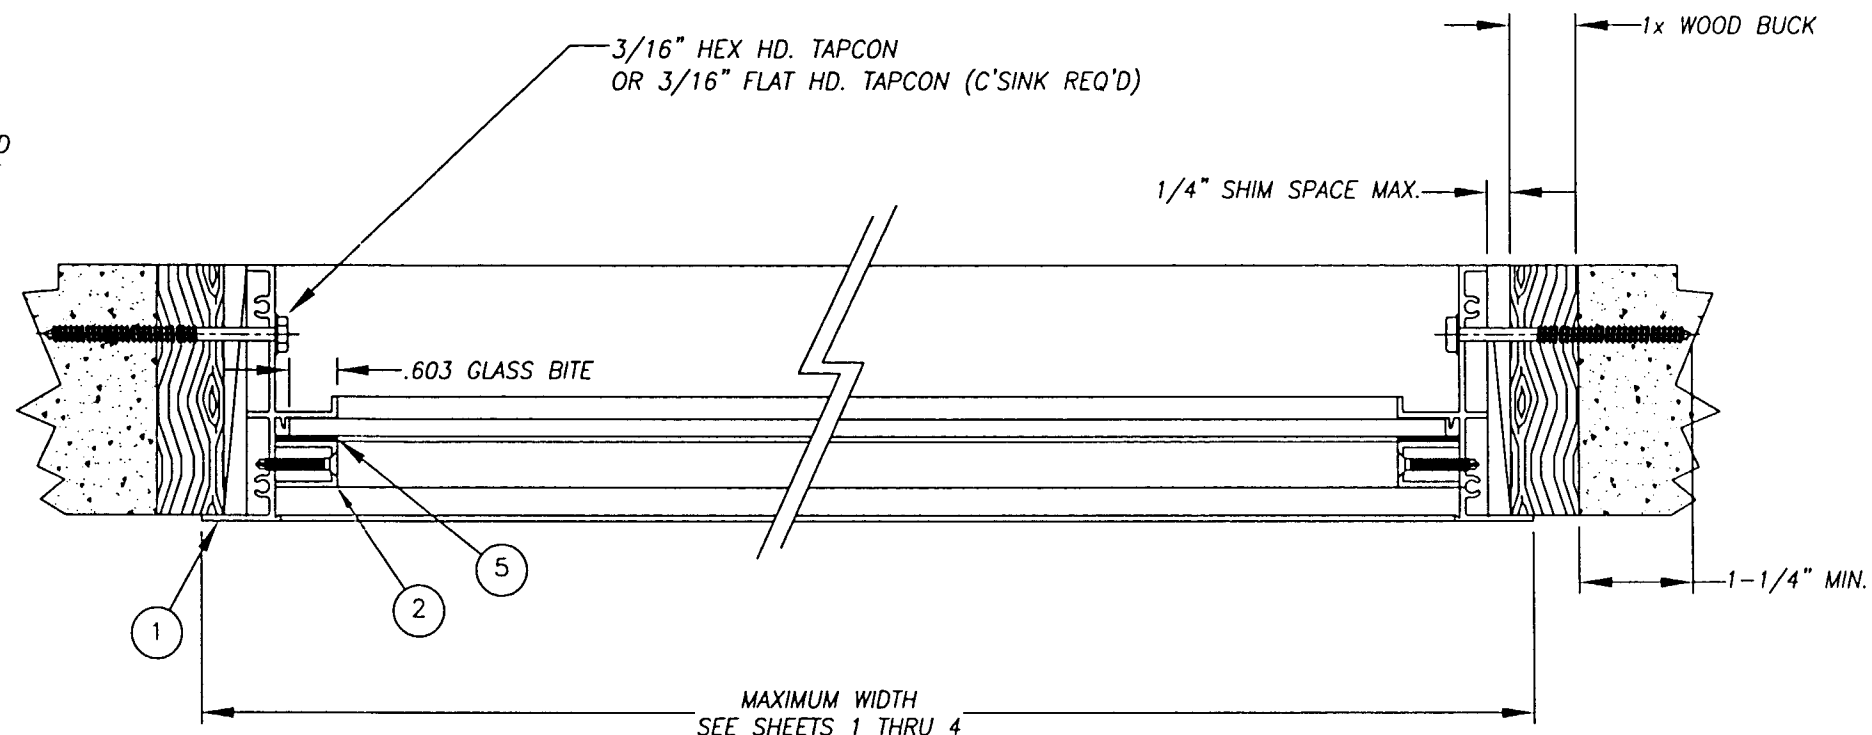 1x WOOD BUCK
3/16" HEX HD. TAPCON
OR 3/16" FLAT HD. TAPCON (C'SINK REQ'D)
D
1/4" SHIM SPACE MAX.
.603 GLASS BITE
5
2
1
1-1/4" MIN.
MAXIMUM WIDTH
SEE SHEETS 1 THRU 4